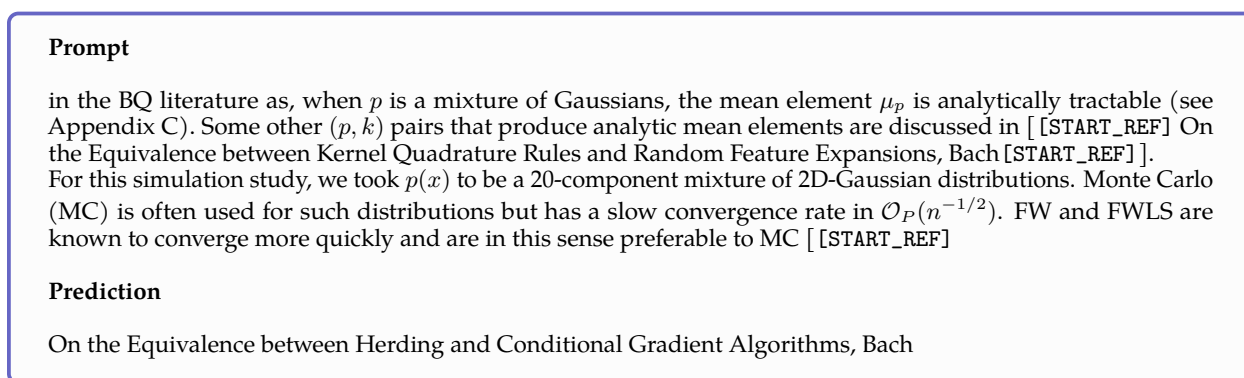 Prompt
in the BQ literature as, when p is a mixture of Gaussians, the mean element μ_p is analytically tractable (see
Appendix C). Some other (p, k) pairs that produce analytic mean elements are discussed in [[START_REF] On
the Equivalence between Kernel Quadrature Rules and Random Feature Expansions, Bach[START_REF]].
For this simulation study, we took p(x) to be a 20-component mixture of 2D-Gaussian distributions. Monte Carlo
(MC) is often used for such distributions but has a slow convergence rate in 𝒪_P(n^{-1/2}). FW and FWLS are
known to converge more quickly and are in this sense preferable to MC [[START_REF]
Prediction
On the Equivalence between Herding and Conditional Gradient Algorithms, Bach